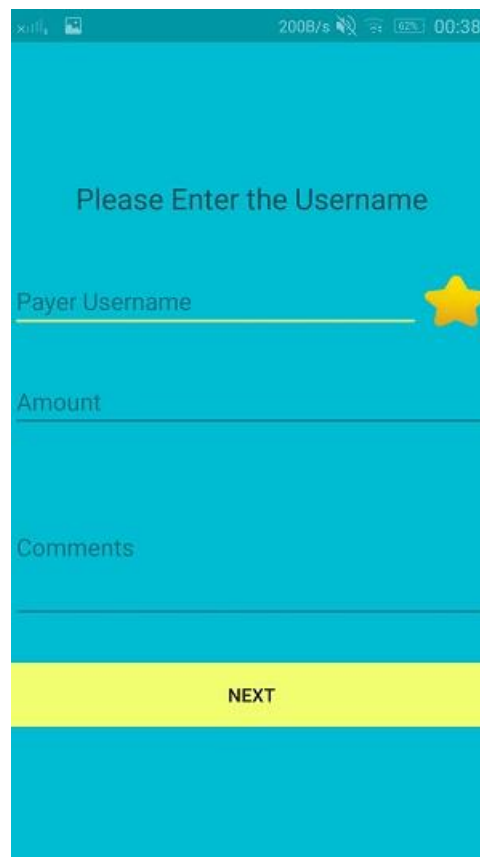 200B/s 62% 00:38
Please Enter the Username
Payer Username
Amount
Comments
NEXT